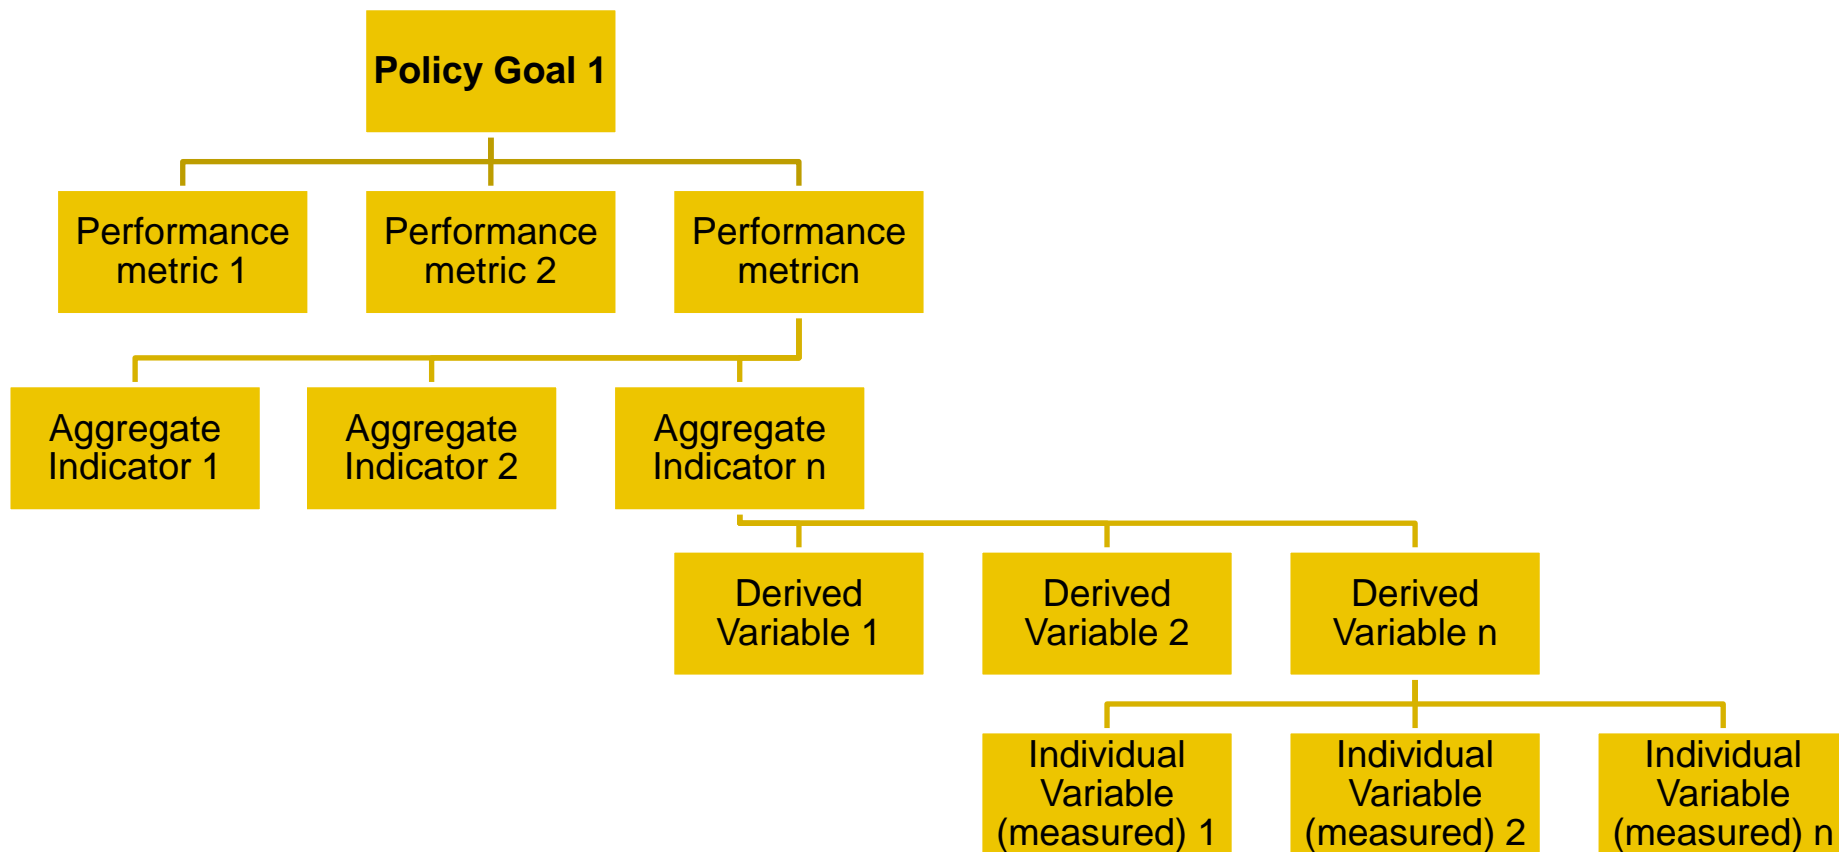 Policy Goal 1
Performance
metric 1
Performance
metric 2
Performance
metricn
Aggregate
Indicator 1
Aggregate
Indicator 2
Aggregate
Indicator n
Derived
Variable 1
Derived
Variable 2
Derived
Variable n
Individual
Variable
(measured) 1
Individual
Variable
(measured) 2
Individual
Variable
(measured) n